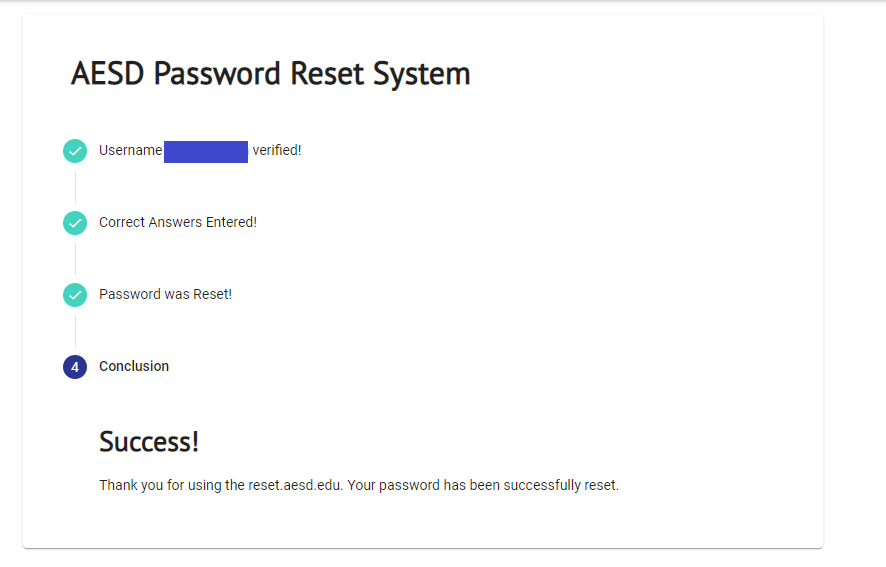 AESD Password Reset System
Username verified!
Correct Answers Entered!
Password was Reset!
4 Conclusion
Success!
Thank you for using the reset.aesd.edu. Your password has been successfully reset.